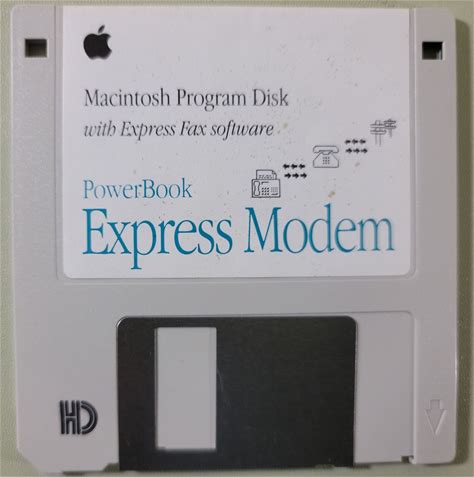 Macintosh Program Disk
with Express Fax software
PowerBook
Express Modem
HD